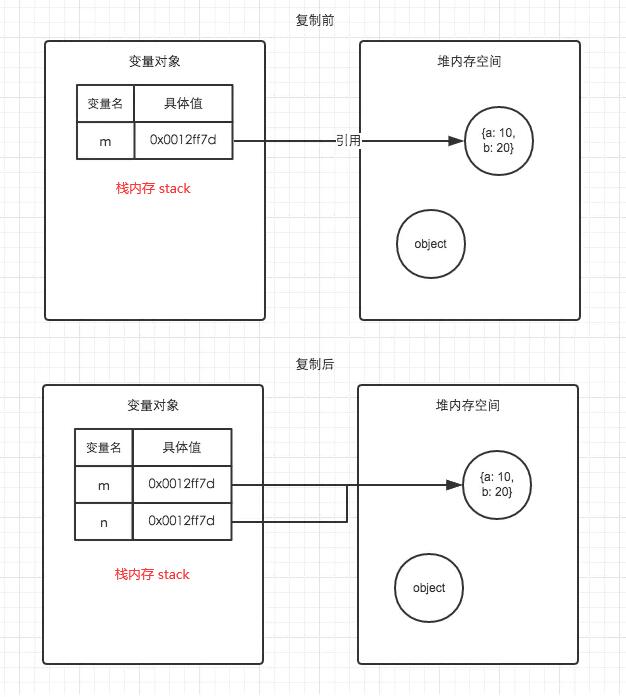 复制前
变量对象
变量名 具体值
m 0x0012ff7d
栈内存 stack
引用
堆内存空间
{a: 10,
b: 20}
object
复制后
变量对象
变量名 具体值
m 0x0012ff7d
n 0x0012ff7d
栈内存 stack
堆内存空间
{a: 10,
b: 20}
object